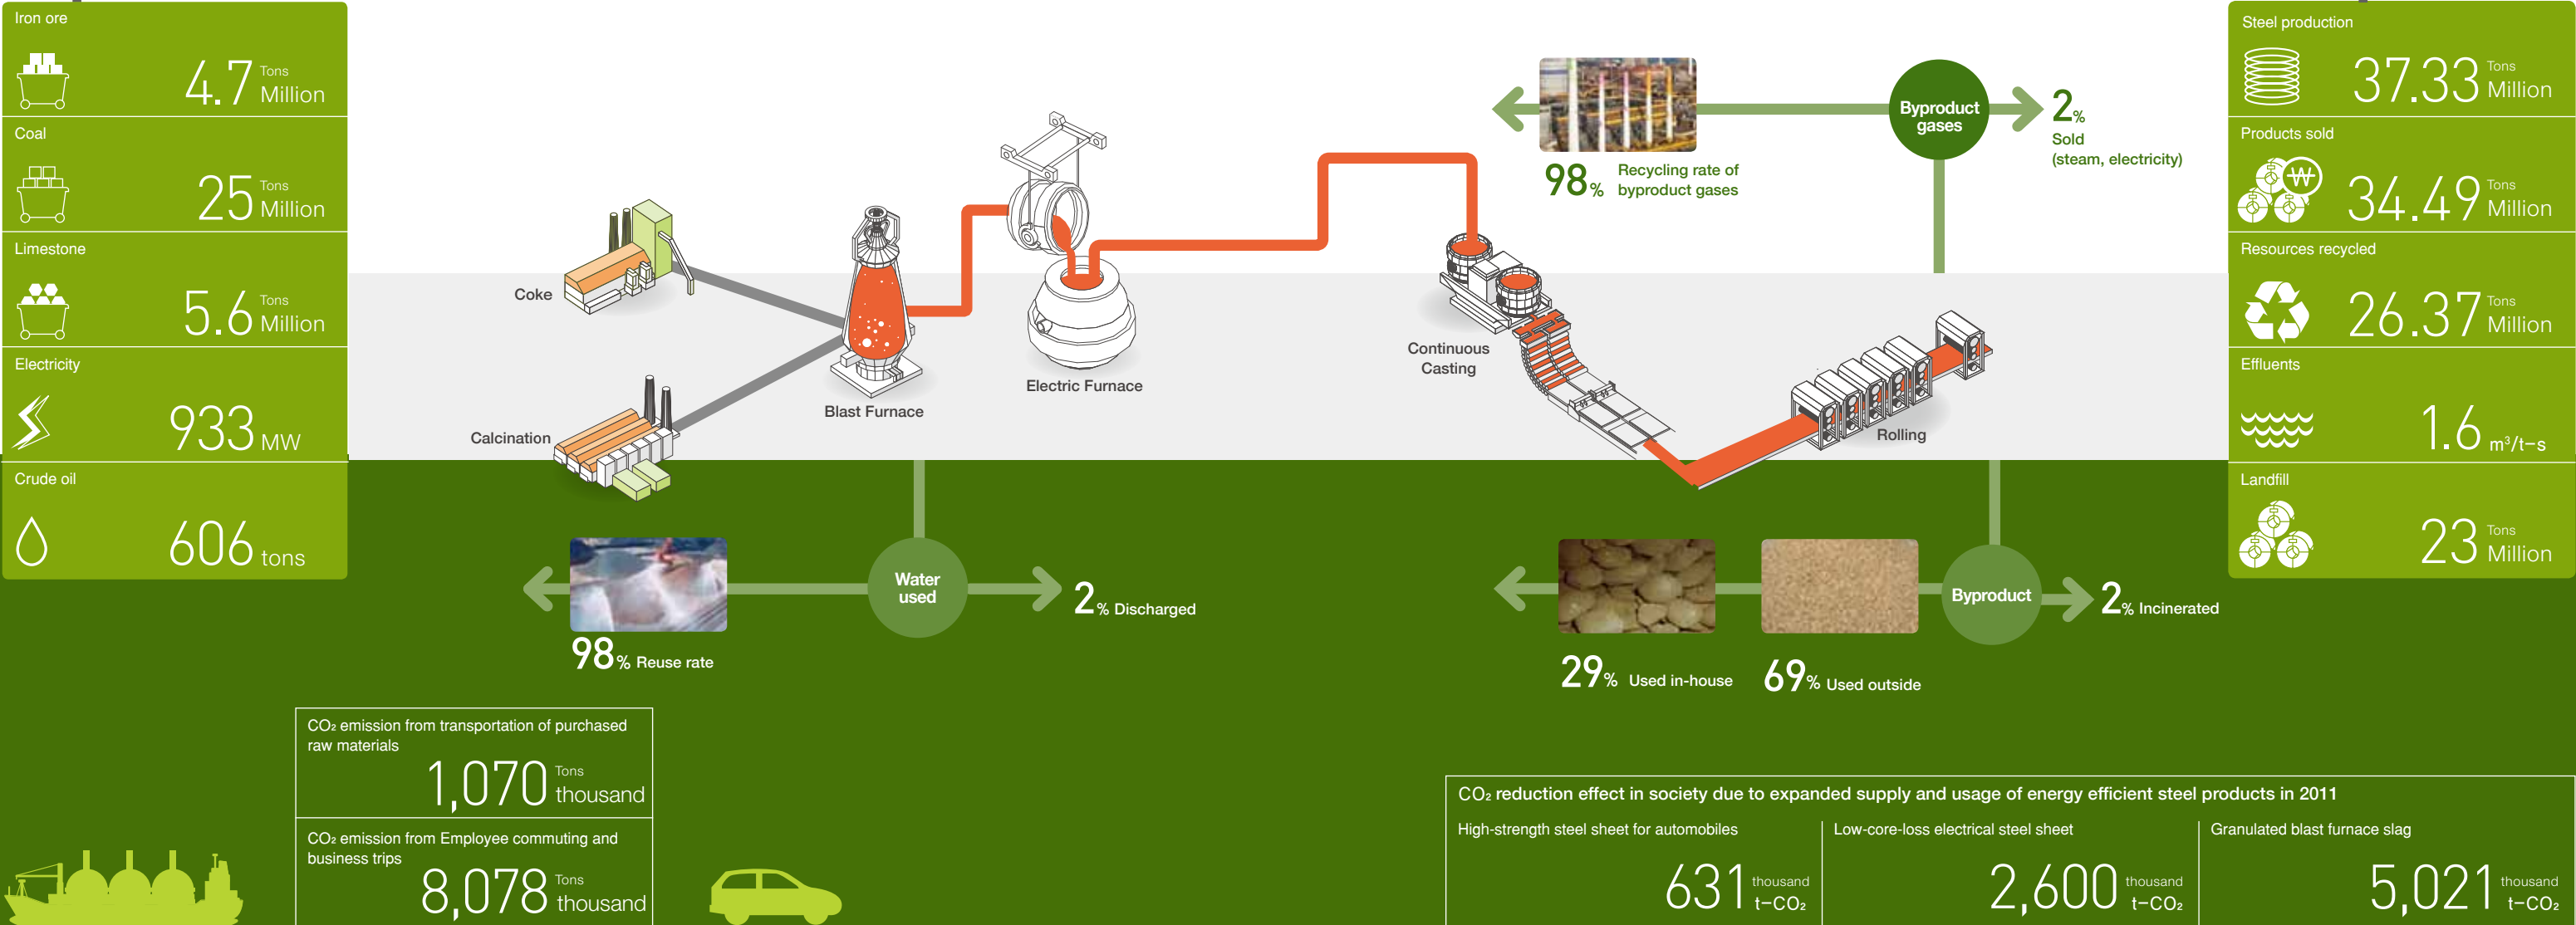 Iron ore
4.7 Tons Million
Coal
25 Tons Million
Limestone
5.6 Tons Million
Electricity
933 MW
Crude oil
606 tons
Coke
Calcination
Blast Furnace
Electric Furnace
Continuous
Casting
Rolling
98%
Recycling rate of
byproduct gases
Byproduct
gases
2%
Sold
(steam, electricity)
Water
used
98% Reuse rate
2% Discharged
29% Used in-house
69% Used outside
Byproduct
2% Incinerated
Steel production
37.33 Tons Million
Products sold
₩
34.49 Tons Million
Resources recycled
26.37 Tons Million
Effluents
1.6 m³/t-s
Landfill
23 Tons Million
CO₂ emission from transportation of purchased
raw materials
1,070 Tons thousand
CO₂ emission from Employee commuting and
business trips
8,078 Tons thousand
CO₂ reduction effect in society due to expanded supply and usage of energy efficient steel products in 2011
High-strength steel sheet for automobiles
631 thousand t-CO₂
Low-core-loss electrical steel sheet
2,600 thousand t-CO₂
Granulated blast furnace slag
5,021 thousand t-CO₂